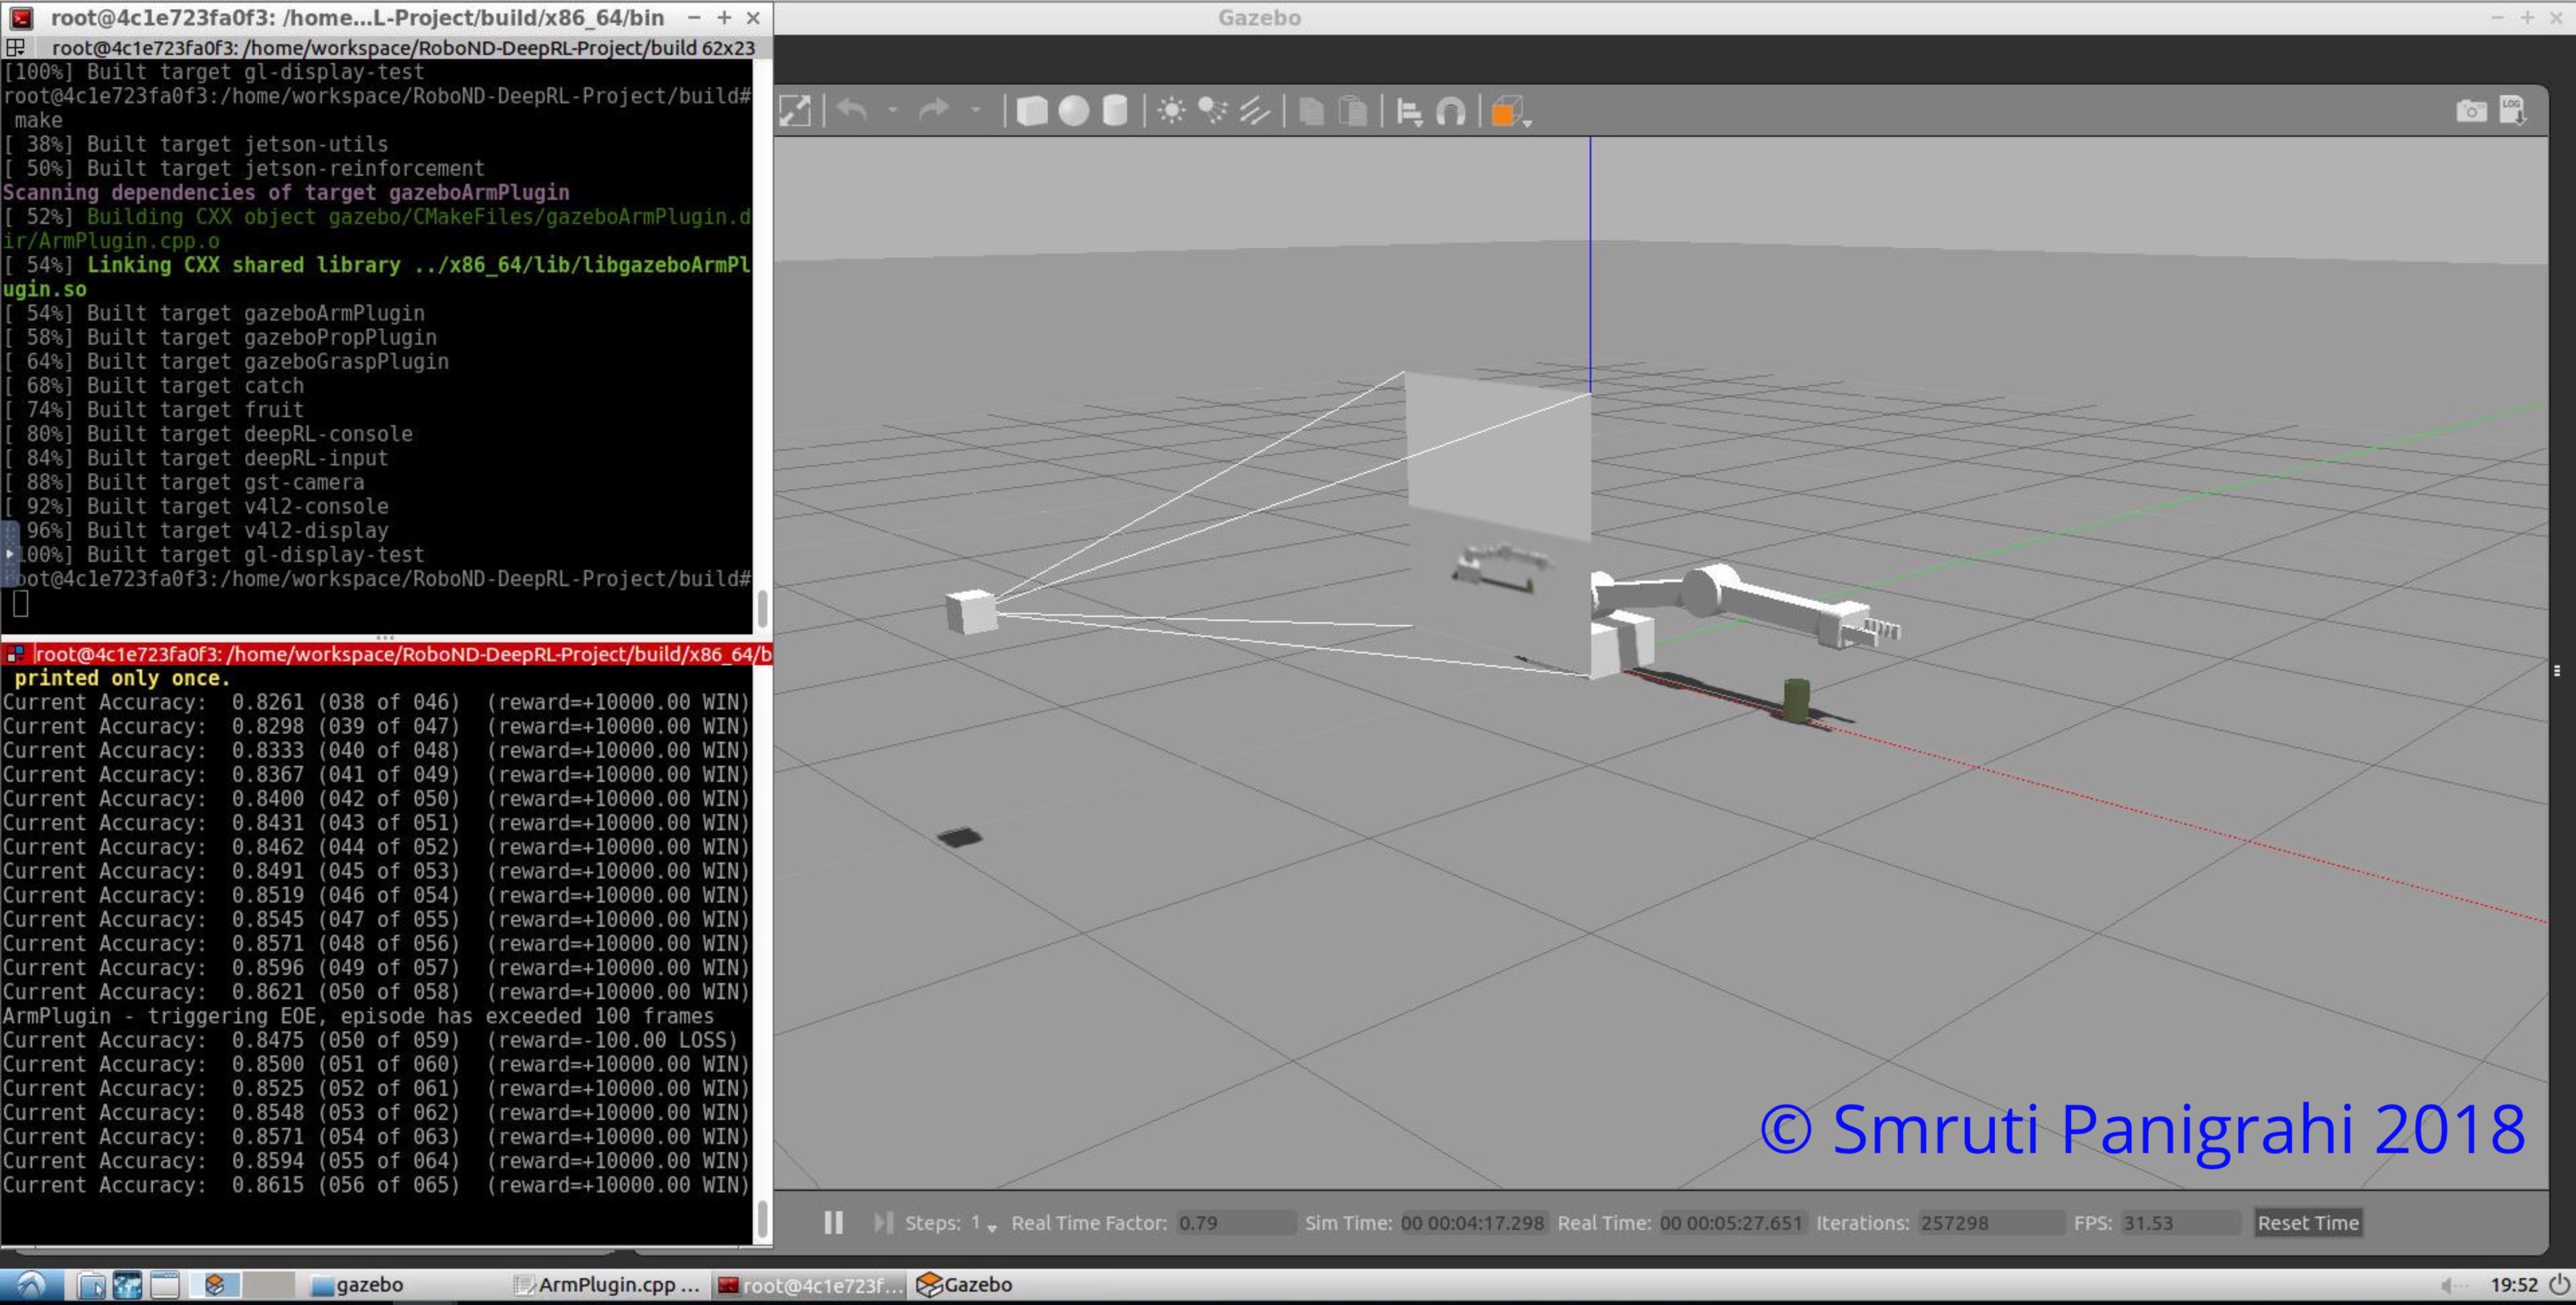 root@4c1e723fa0f3: /home...L-Project/build/x86_64/bin
root@4c1e723fa0f3: /home/workspace/RoboND-DeepRL-Project/build 62x23
[100%] Built target gl-display-test
root@4c1e723fa0f3:/home/workspace/RoboND-DeepRL-Project/build#
make
[ 38%] Built target jetson-utils
[ 50%] Built target jetson-reinforcement
Scanning dependencies of target gazeboArmPlugin
[ 52%] Building CXX object gazebo/CMakeFiles/gazeboArmPlugin.d
ir/ArmPlugin.cpp.o
[ 54%] Linking CXX shared library ../x86_64/lib/libgazeboArmPl
ugin.so
[ 54%] Built target gazeboArmPlugin
[ 58%] Built target gazeboPropPlugin
[ 64%] Built target gazeboGraspPlugin
[ 68%] Built target catch
[ 74%] Built target fruit
[ 80%] Built target deepRL-console
[ 84%] Built target deepRL-input
[ 88%] Built target gst-camera
[ 92%] Built target v4l2-console
96%] Built target v4l2-display
100%] Built target gl-display-test
root@4c1e723fa0f3:/home/workspace/RoboND-DeepRL-Project/build#
root@4c1e723fa0f3: /home/workspace/RoboND-DeepRL-Project/build/x86_64/b
printed only once.
Current Accuracy:  0.8261 (038 of 046)  (reward=+10000.00 WIN)
Current Accuracy:  0.8298 (039 of 047)  (reward=+10000.00 WIN)
Current Accuracy:  0.8333 (040 of 048)  (reward=+10000.00 WIN)
Current Accuracy:  0.8367 (041 of 049)  (reward=+10000.00 WIN)
Current Accuracy:  0.8400 (042 of 050)  (reward=+10000.00 WIN)
Current Accuracy:  0.8431 (043 of 051)  (reward=+10000.00 WIN)
Current Accuracy:  0.8462 (044 of 052)  (reward=+10000.00 WIN)
Current Accuracy:  0.8491 (045 of 053)  (reward=+10000.00 WIN)
Current Accuracy:  0.8519 (046 of 054)  (reward=+10000.00 WIN)
Current Accuracy:  0.8545 (047 of 055)  (reward=+10000.00 WIN)
Current Accuracy:  0.8571 (048 of 056)  (reward=+10000.00 WIN)
Current Accuracy:  0.8596 (049 of 057)  (reward=+10000.00 WIN)
Current Accuracy:  0.8621 (050 of 058)  (reward=+10000.00 WIN)
ArmPlugin - triggering EOE, episode has exceeded 100 frames
Current Accuracy:  0.8475 (050 of 059)  (reward=-100.00 LOSS)
Current Accuracy:  0.8500 (051 of 060)  (reward=+10000.00 WIN)
Current Accuracy:  0.8525 (052 of 061)  (reward=+10000.00 WIN)
Current Accuracy:  0.8548 (053 of 062)  (reward=+10000.00 WIN)
Current Accuracy:  0.8571 (054 of 063)  (reward=+10000.00 WIN)
Current Accuracy:  0.8594 (055 of 064)  (reward=+10000.00 WIN)
Current Accuracy:  0.8615 (056 of 065)  (reward=+10000.00 WIN)
Gazebo
LOG
© Smruti Panigrahi 2018
Steps: 1 Real Time Factor: 0.79 Sim Time: 00 00:04:17.298 Real Time: 00 00:05:27.651 Iterations: 257298 FPS: 31.53 Reset Time
gazebo ArmPlugin.cpp ... root@4c1e723f... Gazebo 19:52